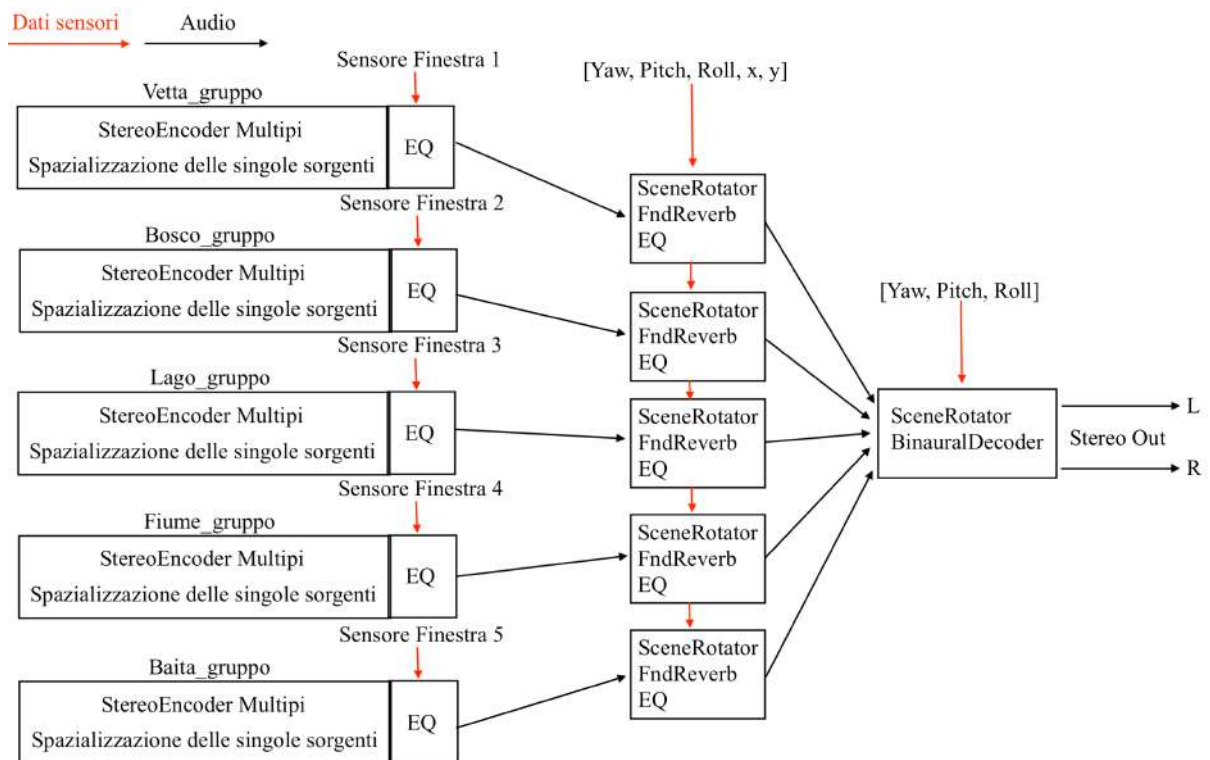 Dati sensori
Audio
Sensore Finestra 1
[Yaw, Pitch, Roll, x, y]
Vetta_gruppo
StereoEncoder Multipi
Spazializzazione delle singole sorgenti
EQ
SceneRotator
FndReverb
EQ
Sensore Finestra 2
Bosco_gruppo
StereoEncoder Multipi
Spazializzazione delle singole sorgenti
EQ
SceneRotator
FndReverb
EQ
[Yaw, Pitch, Roll]
Sensore Finestra 3
Lago_gruppo
StereoEncoder Multipi
Spazializzazione delle singole sorgenti
EQ
SceneRotator
FndReverb
EQ
SceneRotator
BinauralDecoder
L
Stereo Out
R
Sensore Finestra 4
Fiume_gruppo
StereoEncoder Multipi
Spazializzazione delle singole sorgenti
EQ
SceneRotator
FndReverb
EQ
Sensore Finestra 5
Baita_gruppo
StereoEncoder Multipi
Spazializzazione delle singole sorgenti
EQ
SceneRotator
FndReverb
EQ